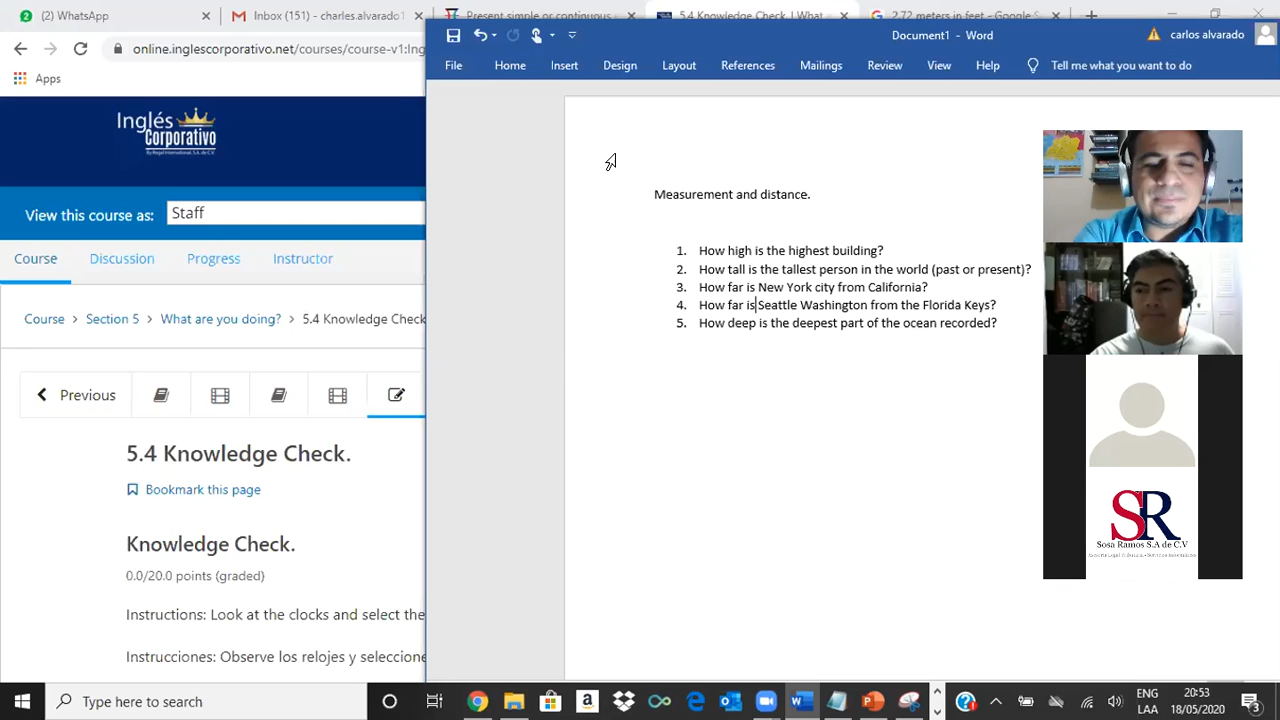 (2) WhatsApp
Inbox (151) - charles.alvarado1
Present simple or continuous
5.4 Knowledge Check. | What
2.72 meters in feet - Google S
online.inglescorporativo.net/courses/course-v1:Ing
Apps
Inglés
Corporativo
By Regal International, S.A. de C.V.
View this course as:
Staff
Course
Discussion
Progress
Instructor
Course
Section 5
What are you doing?
5.4 Knowledge Check
Previous
5.4 Knowledge Check.
Bookmark this page
Knowledge Check.
0.0/20.0 points (graded)
Instructions: Look at the clocks and select the
Instrucciones: Observe los relojes y seleccione
Document1 - Word
carlos alvarado
File
Home
Insert
Design
Layout
References
Mailings
Review
View
Help
Tell me what you want to do
Measurement and distance.
1. How high is the highest building?
2. How tall is the tallest person in the world (past or present)?
3. How far is New York city from California?
4. How far is Seattle Washington from the Florida Keys?
5. How deep is the deepest part of the ocean recorded?
SR
Sosa Ramos S.A de C.V
Type here to search
ENG
LAA
20:53
18/05/2020
3